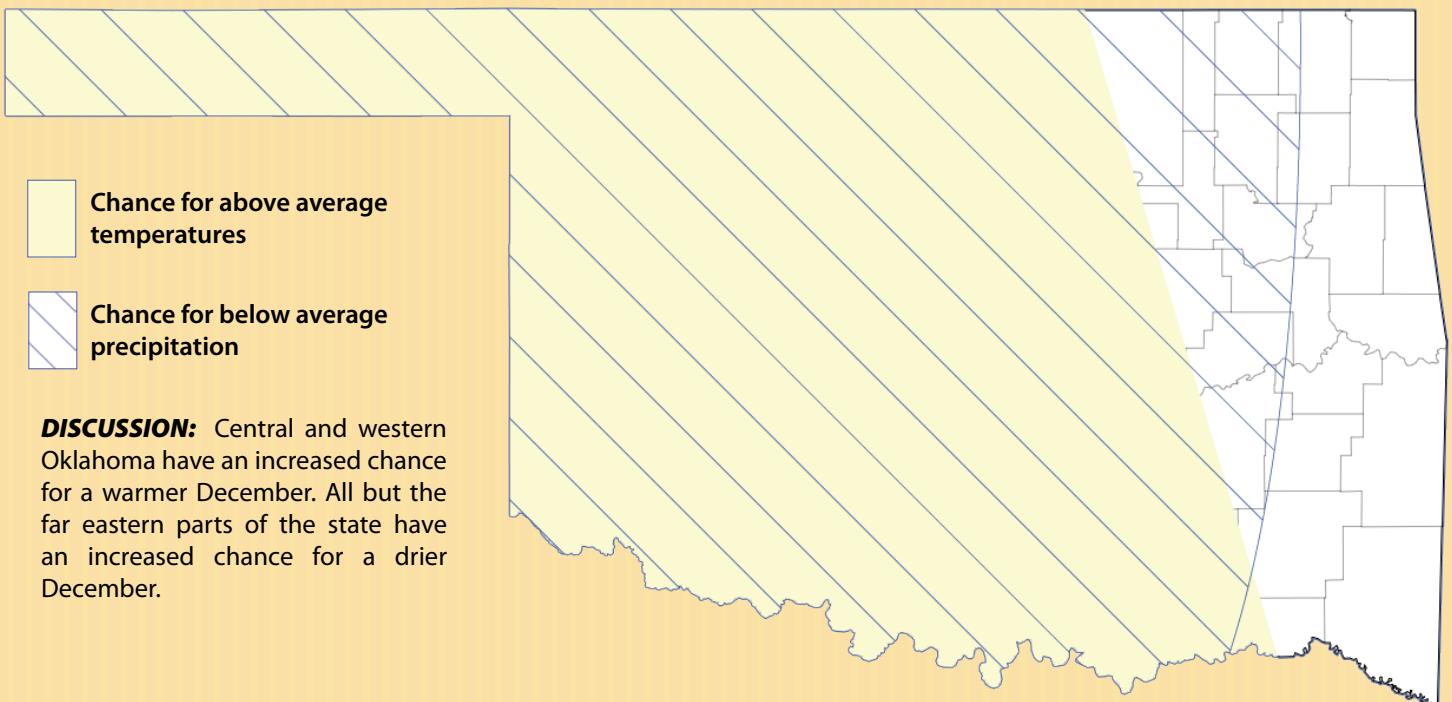 Chance for above average
temperatures
Chance for below average
precipitation
DISCUSSION: Central and western
Oklahoma have an increased chance
for a warmer December. All but the
far eastern parts of the state have
an increased chance for a drier
December.